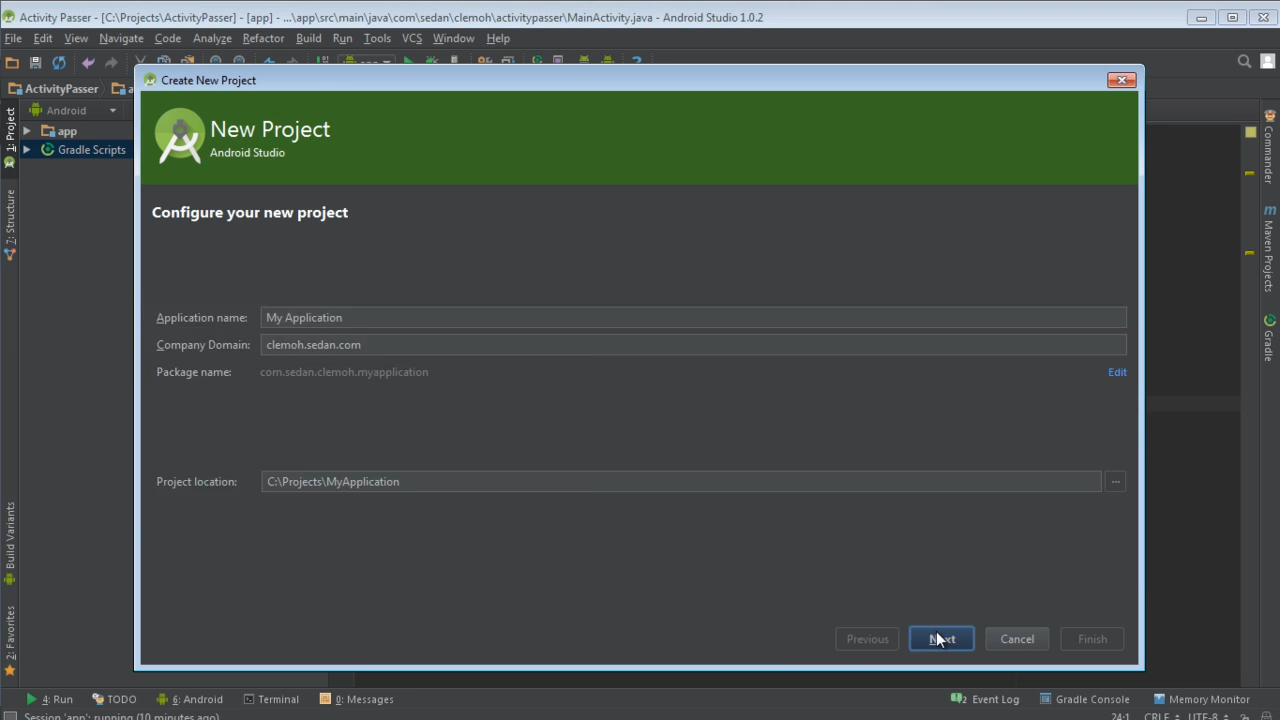 Activity Passer - [C:\Projects\ActivityPasser] - [app] - ...\app\src\main\java\com\sedan\clemoh\activitypasser\MainActivity.java - Android Studio 1.0.2
File Edit View Navigate Code Analyze Refactor Build Run Tools VCS Window Help
Create New Project
ActivityPasser
New Project
Android Studio
Android
app
Gradle Scripts
1: Project
7: Structure
Build Variants
2: Favorites
Commander
Maven Projects
Gradle
Configure your new project
Application name: My Application
Company Domain: clemoh.sedan.com
Package name: com.sedan.clemoh.myapplication Edit
Project location: C:\Projects\MyApplication ...
Previous Next Cancel Finish
4: Run TODO 6: Android Terminal 0: Messages Event Log Gradle Console Memory Monitor
Session 'app': running (10 minutes ago) 24:1 CRLF UTF-8